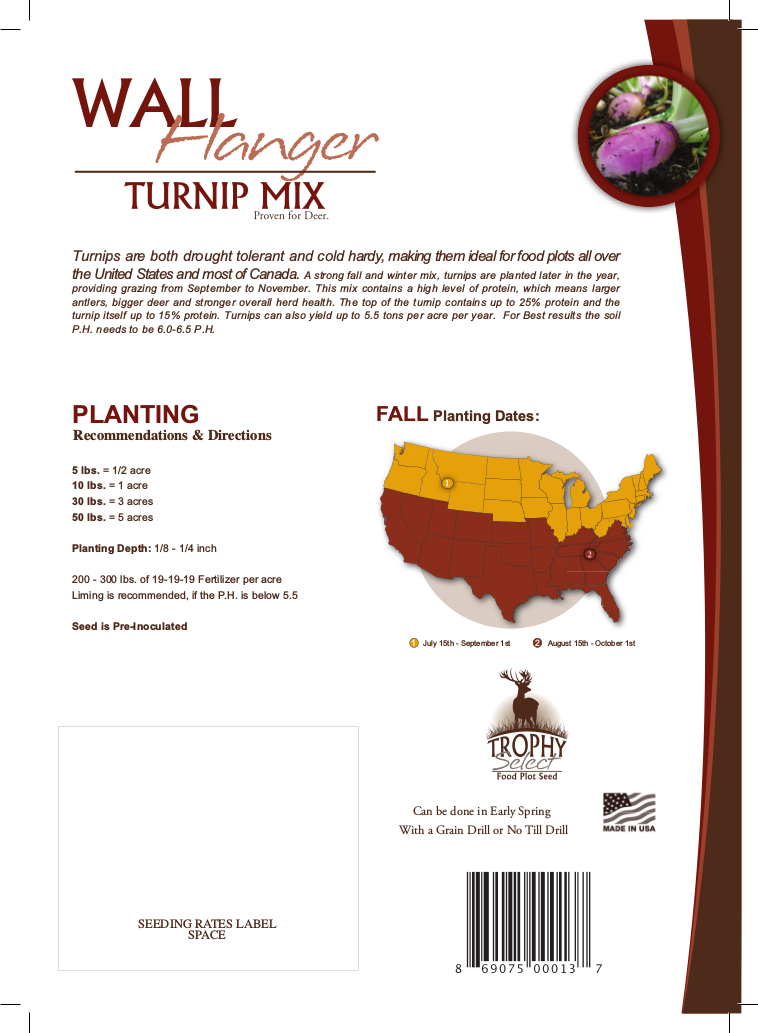 WALL
Hanger
TURNIP MIX
Proven for Deer.
Turnips are both drought tolerant and cold hardy, making them ideal for food plots all over
the United States and most of Canada. A strong fall and winter mix, turnips are planted later in the year,
providing grazing from September to November. This mix contains a high level of protein, which means larger
antlers, bigger deer and stronger overall herd health. The top of the turnip contains up to 25% protein and the
turnip itself up to 15% protein. Turnips can also yield up to 5.5 tons per acre per year. For Best results the soil
P.H. needs to be 6.0-6.5 P.H.
PLANTING
Recommendations & Directions
5 lbs. = 1/2 acre
10 lbs. = 1 acre
30 lbs. = 3 acres
50 lbs. = 5 acres
Planting Depth: 1/8 - 1/4 inch
200 - 300 lbs. of 19-19-19 Fertilizer per acre
Liming is recommended, if the P.H. is below 5.5
Seed is Pre-Inoculated
FALL Planting Dates:
1
2
1 July 15th - September 1st 2 August 15th - October 1st
TROPHY
Select
Food Plot Seed
Can be done in Early Spring
With a Grain Drill or No Till Drill
MADE IN USA
SEEDING RATES LABEL
SPACE
8 69075 00013 7